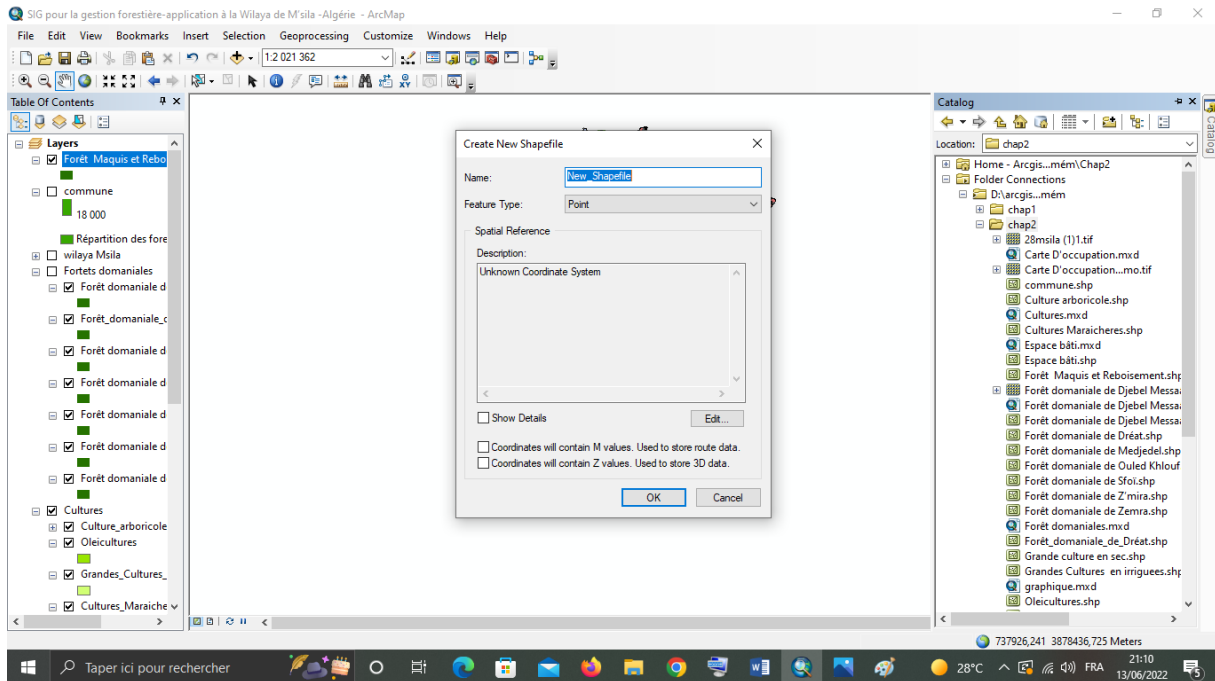 SIG pour la gestion forestière-application à la Wilaya de M'sila -Algérie - ArcMap
File Edit View Bookmarks Insert Selection Geoprocessing Customize Windows Help
1:2 021 362
Table Of Contents
Layers
Forêt Maquis et Rebo
commune
18 000
Répartition des fore
wilaya Msila
Fortets domaniales
Forêt domaniale d
Forêt_domaniale_d
Forêt domaniale d
Forêt domaniale d
Forêt domaniale d
Forêt domaniale d
Forêt domaniale d
Cultures
Culture_arboricole
Oleicultures
Grandes_Cultures_
Cultures_Maraiche
Create New Shapefile
Name: New_Shapefile
Feature Type: Point
Spatial Reference
Description:
Unknown Coordinate System
Show Details
Edit...
Coordinates will contain M values. Used to store route data.
Coordinates will contain Z values. Used to store 3D data.
OK Cancel
Catalog
Location: chap2
Home - Arcgis...mém\Chap2
Folder Connections
D:\arcgis...mém
chap1
chap2
28msila (1)1.tif
Carte D'occupation.mxd
Carte D'occupation...mo.tif
commune.shp
Culture arboricole.shp
Cultures.mxd
Cultures Maraicheres.shp
Espace bâti.mxd
Espace bâti.shp
Forêt Maquis et Reboisement.shp
Forêt domaniale de Djebel Messa
Forêt domaniale de Djebel Messa
Forêt domaniale de Djebel Messa
Forêt domaniale de Dréat.shp
Forêt domaniale de Medjedel.shp
Forêt domaniale de Ouled Khlouf
Forêt domaniale de Sfoï.shp
Forêt domaniale de Z'mira.shp
Forêt domaniale de Zemra.shp
Forêt domaniales.mxd
Forêt_domaniale_de_Dréat.shp
Grande culture en sec.shp
Grandes Cultures en irriguees.shp
graphique.mxd
Oleicultures.shp
Catalog
737926,241 3878436,725 Meters
Taper ici pour rechercher
28°C
FRA
21:10
13/06/2022
5